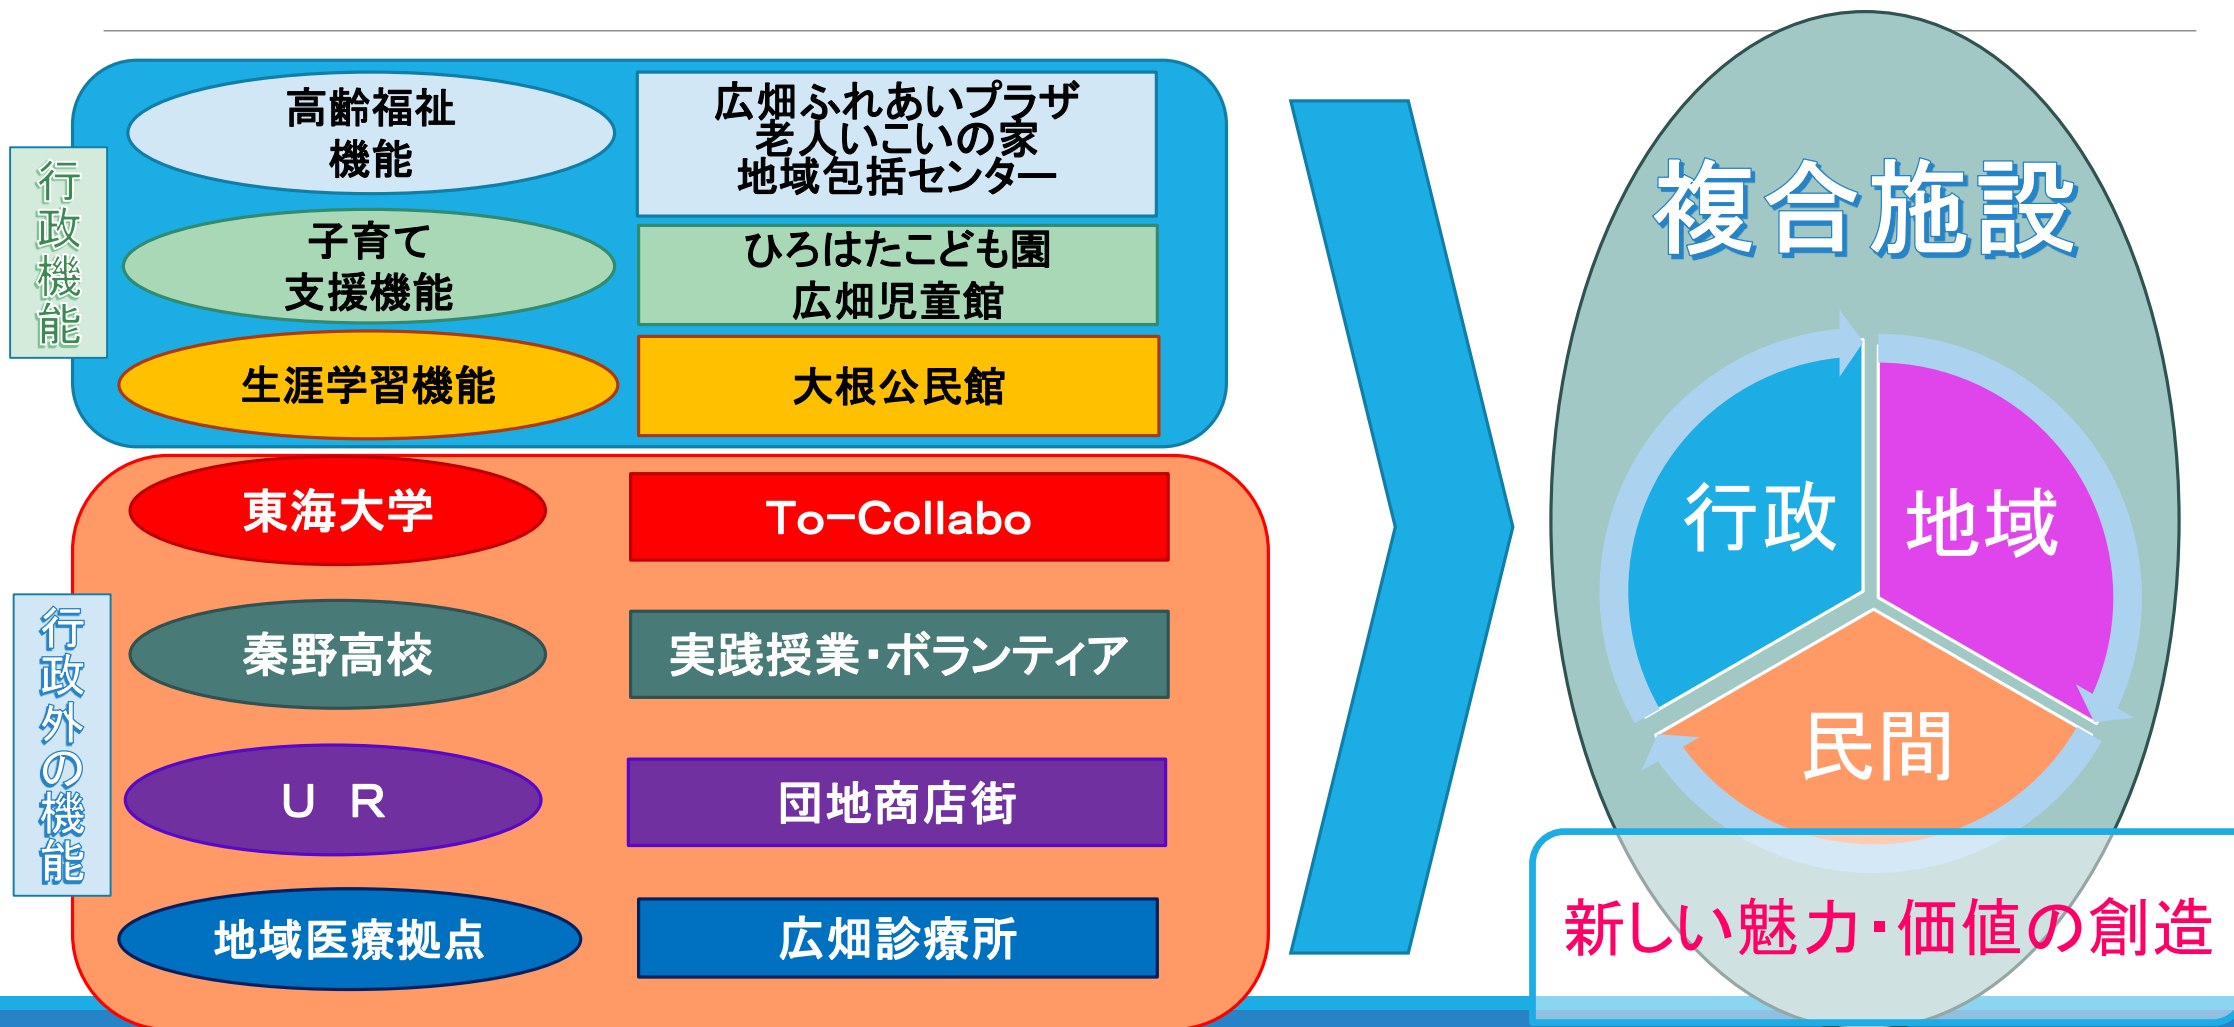 行政機能
高齢福祉
機能
広畑ふれあいプラザ
老人いこいの家
地域包括センター
子育て
支援機能
ひろはたこども園
広畑児童館
生涯学習機能
大根公民館
行政外の機能
東海大学
To-Collabo
秦野高校
実践授業・ボランティア
UR
団地商店街
地域医療拠点
広畑診療所
複合施設
行政
地域
民間
新しい魅力・価値の創造